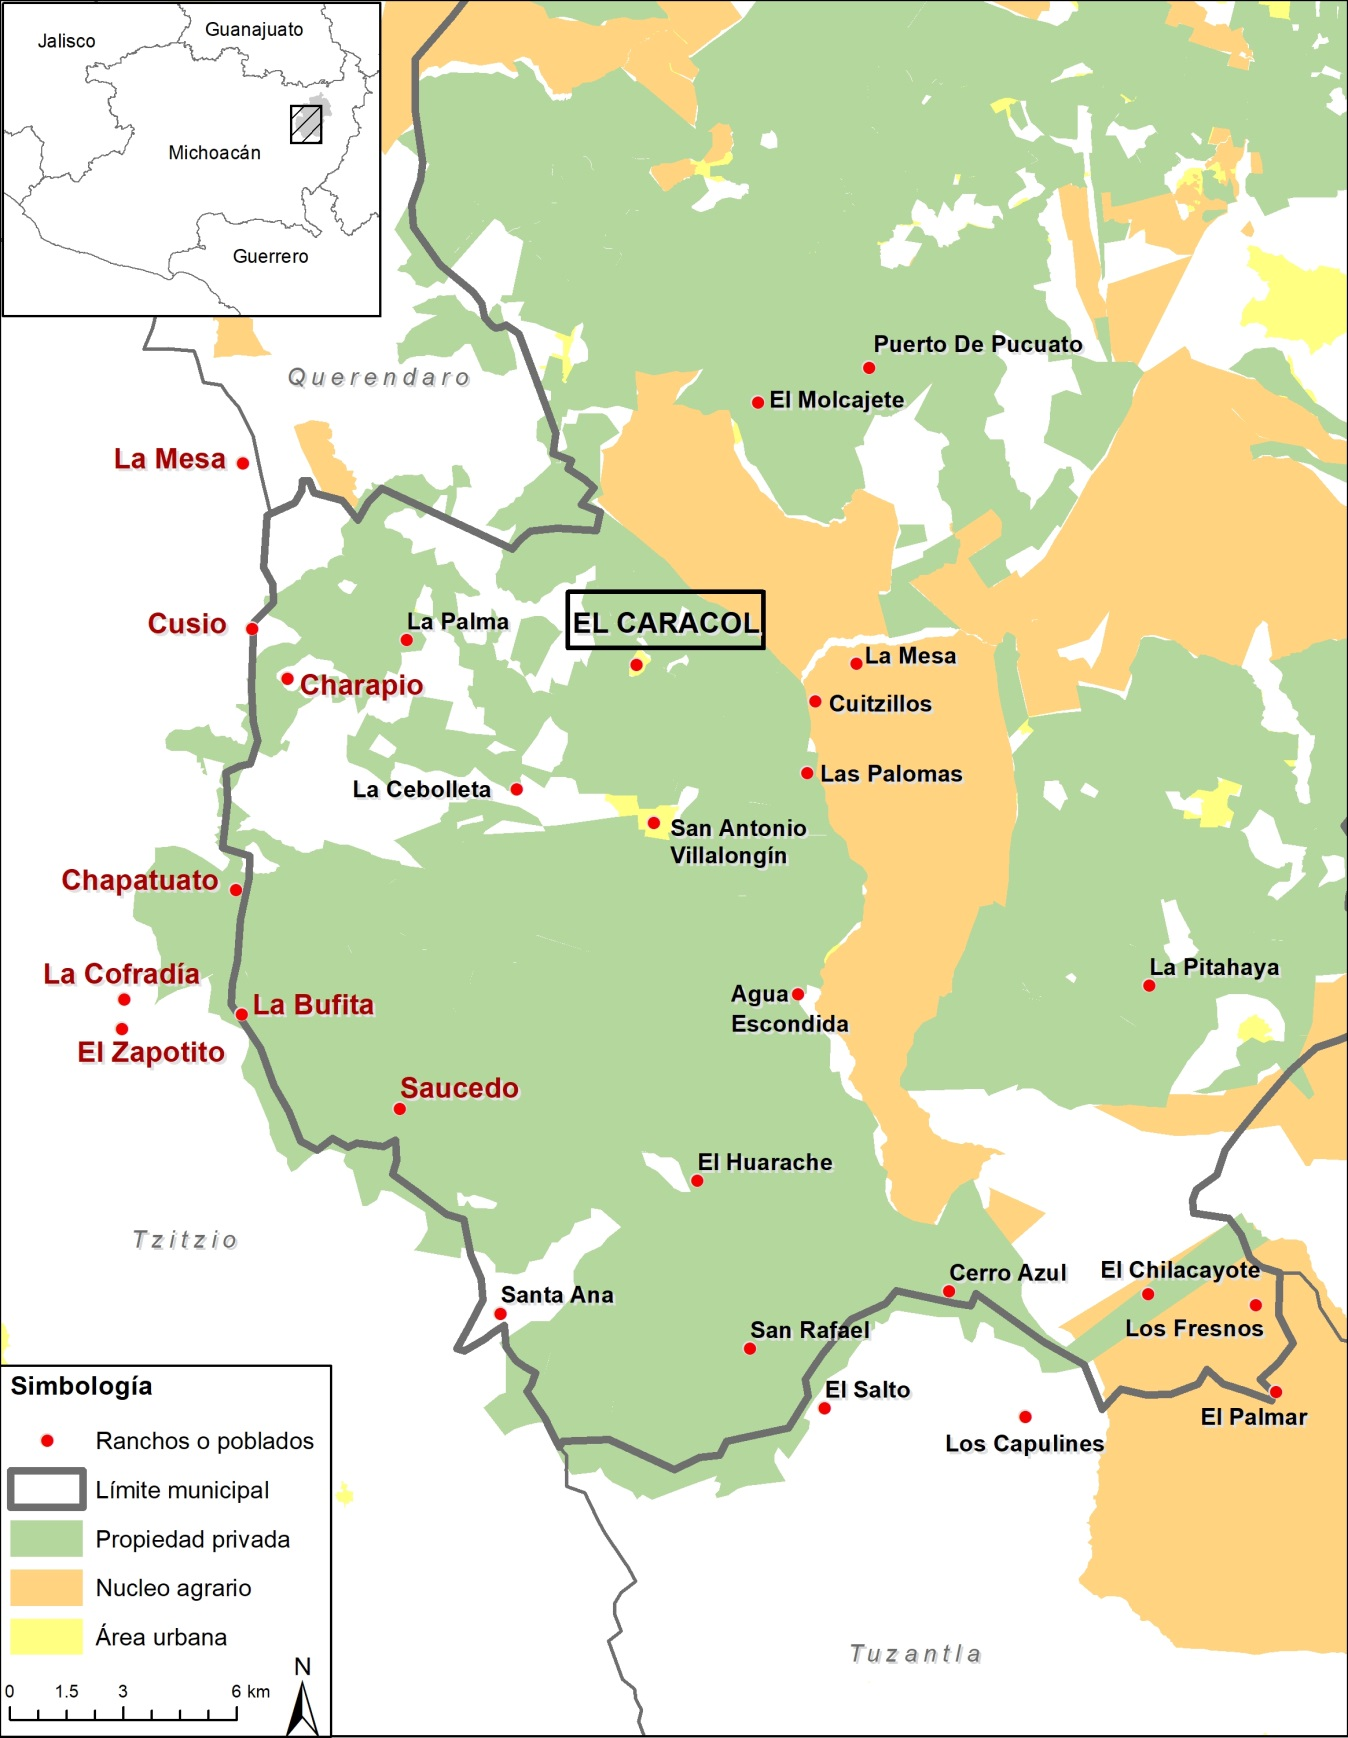 Guanajuato
Jalisco
Michoacán
Guerrero
Puerto De Pucuato
Querendaro
El Molcajete
La Mesa
Cusio
La Palma
EL CARACOL
La Mesa
Charapio
Cuitzillos
Las Palomas
La Cebolleta
San Antonio
Villalongín
Chapatuato
La Cofradía
La Pitahaya
La Bufita
Agua
Escondida
El Zapotito
Saucedo
El Huarache
Tzitzio
Cerro Azul
El Chilacayote
Santa Ana
San Rafael
Los Fresnos
El Salto
El Palmar
Los Capulines
Simbología
Ranchos o poblados
Límite municipal
Propiedad privada
Nucleo agrario
Área urbana
Tuzantla
N
0 1.5 3 6 km